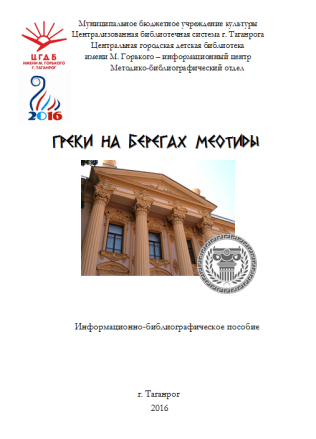 Муниципальное бюджетное учреждение культуры
Централизованная библиотечная система г. Таганрога
Центральная городская детская библиотека
имени М. Горького – информационный центр
Методико-библиографический отдел
ЦГДБ
ИМЕНИ М. ГОРЬКОГО
Г. ТАГАНРОГ
2016
ГРЕКИ НА БЕРЕГАХ МЕОТИДЫ
Информационно-библиографическое пособие
г. Таганрог
2016